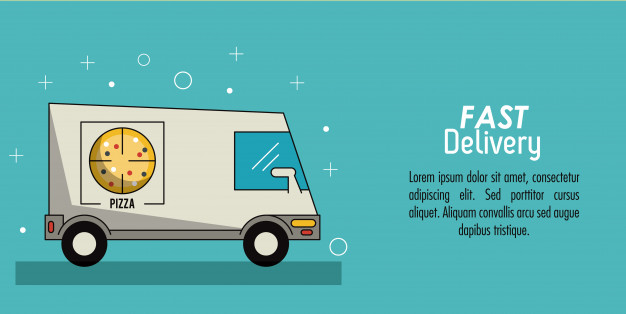 PIZZA
FAST
Delivery
Lorem ipsum dolor sit amet, consectetur
adipiscing elit. Sed porttitor cursus
aliquet. Aliquam convallis arcu sed augue
dapibus tristique.